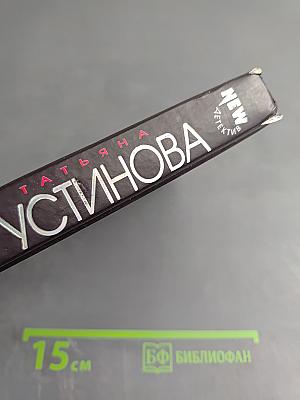 ТАТЬЯНА
УСТИНОВА
NEW
ДЕТЕКТИВ
15 см
БФ БИБЛИОФАН